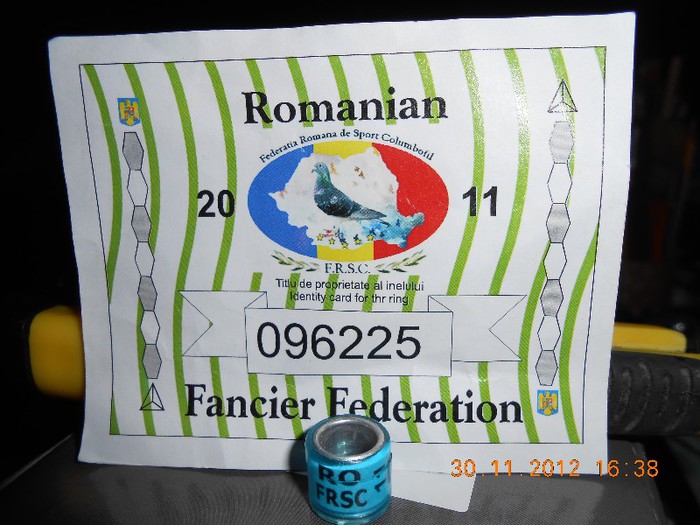 Romanian
Federatia Romana de Sport Columbofil
20 11
F.R.S.C.
Titlu de proprietate al inelului
Identity card for thr ring
096225
Fancier Federation
RO 11
FRSC
30 11 2012 16:38